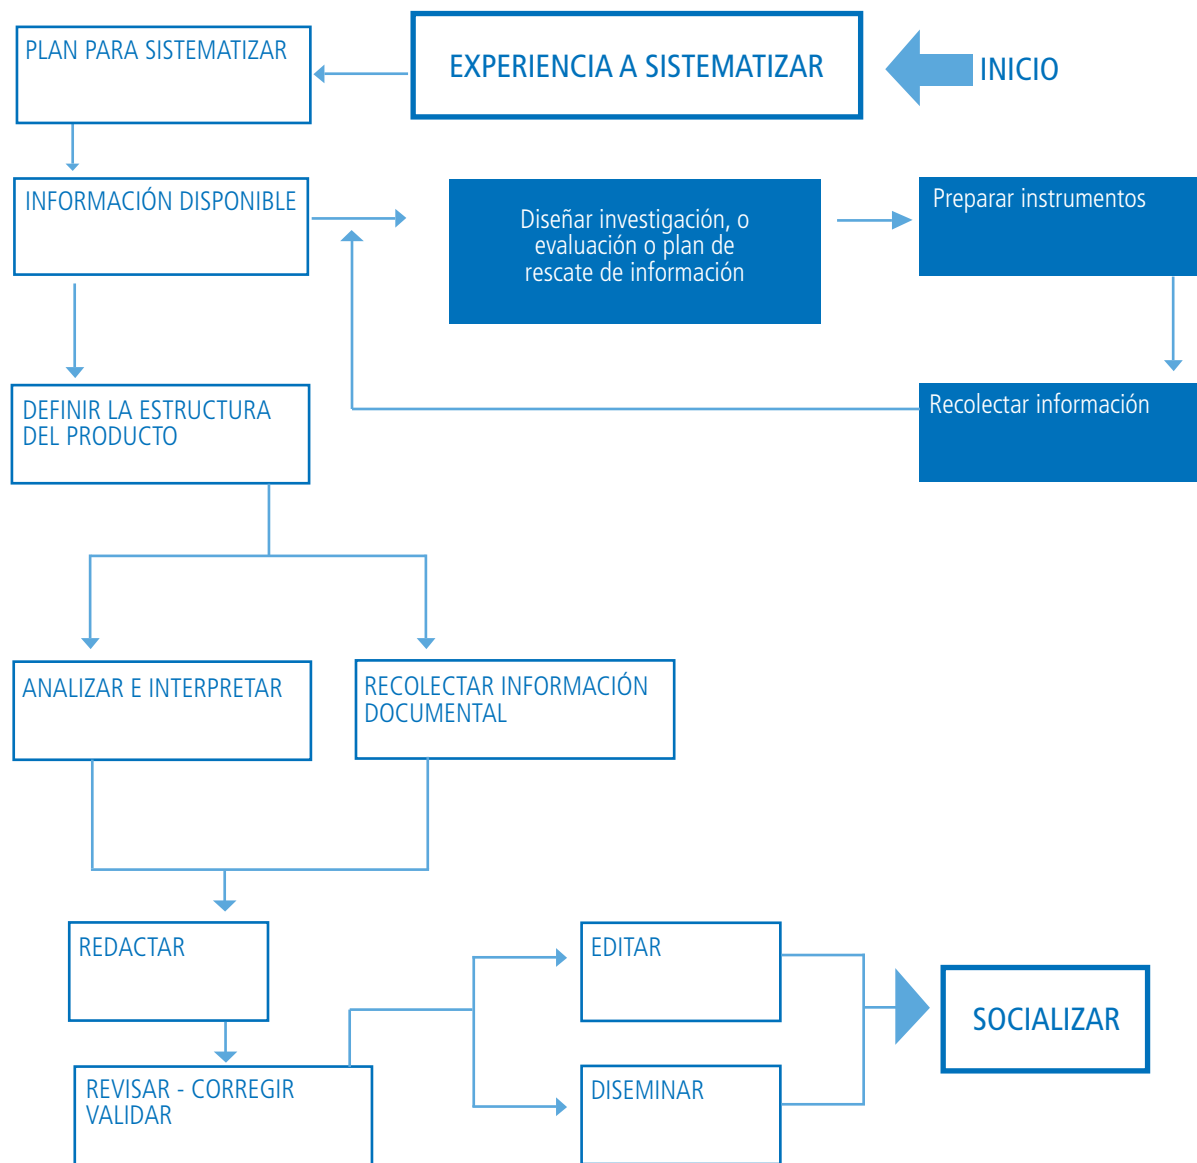 PLAN PARA SISTEMATIZAR
EXPERIENCIA A SISTEMATIZAR
INICIO
INFORMACIÓN DISPONIBLE
Diseñar investigación, o
evaluación o plan de
rescate de información
Preparar instrumentos
DEFINIR LA ESTRUCTURA
DEL PRODUCTO
Recolectar información
ANALIZAR E INTERPRETAR
RECOLECTAR INFORMACIÓN
DOCUMENTAL
REDACTAR
EDITAR
SOCIALIZAR
REVISAR - CORREGIR
VALIDAR
DISEMINAR